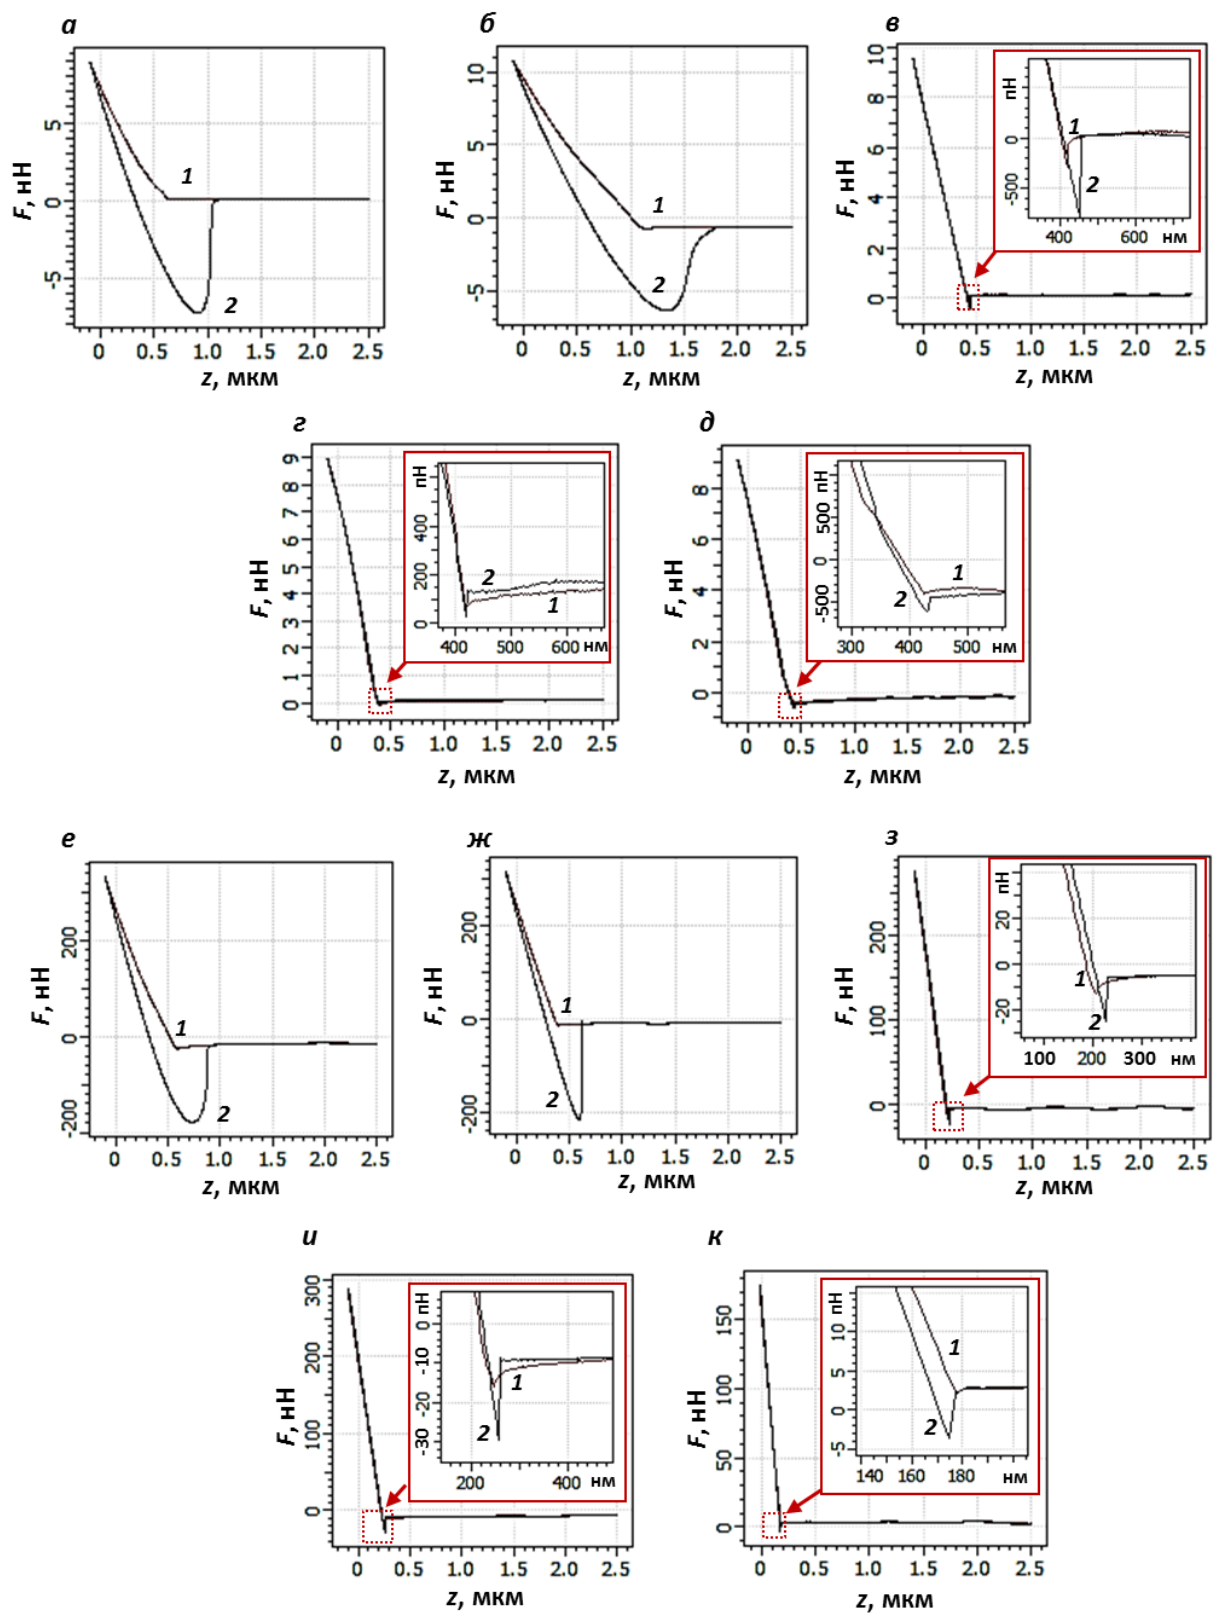 а
F, нН
5
0
-5
1
2
0 0.5 1.0 1.5 2.0 2.5
z, мкм
б
F, нН
10
5
0
-5
1
2
0 0.5 1.0 1.5 2.0 2.5
z, мкм
в
F, нН
10
8
6
4
2
0
пН
0
-500
1
2
400 600 нм
0 0.5 1.0 1.5 2.0 2.5
z, мкм
г
F, нН
9
8
7
6
5
4
3
2
1
0
пН
400
200
0
2
1
400 500 600 нм
0 0.5 1.0 1.5 2.0 2.5
z, мкм
д
F, нН
8
6
4
2
0
пН
500
0
-500
1
2
300 400 500 нм
0 0.5 1.0 1.5 2.0 2.5
z, мкм
е
F, нН
200
0
-200
1
2
0 0.5 1.0 1.5 2.0 2.5
z, мкм
ж
F, нН
200
0
-200
1
2
0 0.5 1.0 1.5 2.0 2.5
z, мкм
з
F, нН
200
100
0
пН
20
0
-20
1
2
100 200 300 нм
0 0.5 1.0 1.5 2.0 2.5
z, мкм
и
F, нН
300
200
100
0
пН
0
-10
-20
-30
1
2
200 400 нм
0 0.5 1.0 1.5 2.0 2.5
z, мкм
к
F, нН
150
100
50
0
пН
10
5
0
-5
1
2
140 160 180 нм
0 0.5 1.0 1.5 2.0 2.5
z, мкм